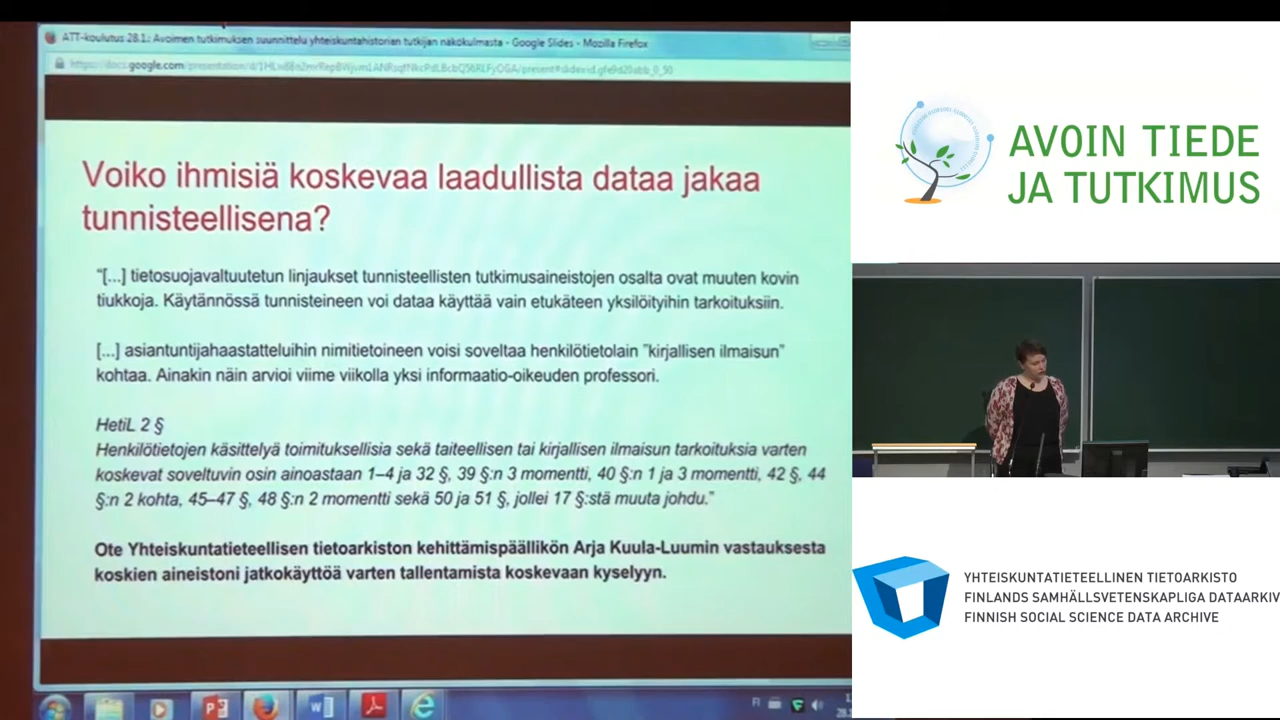 ATT-koulutus 28.1.: Avoimen tutkimuksen suunnittelu yhteiskuntahistorian tutkijan näkökulmasta - Google Slides - Mozilla Firefox
Voiko ihmisiä koskevaa laadullista dataa jakaa
tunnisteellisena?
"[...] tietosuojavaltuutetun linjaukset tunnisteellisten tutkimusaineistojen osalta ovat muuten kovin
tiukkoja. Käytännössä tunnisteineen voi dataa käyttää vain etukäteen yksilöityihin tarkoituksiin.
[...] asiantuntijahaastatteluihin nimitietoineen voisi soveltaa henkilötietolain "kirjallisen ilmaisun"
kohtaa. Ainakin näin arvioi viime viikolla yksi informaatio-oikeuden professori.
HetiL 2 §
Henkilötietojen käsittelyä toimituksellisia sekä taiteellisen tai kirjallisen ilmaisun tarkoituksia varten
koskevat soveltuvin osin ainoastaan 1–4 ja 32 §, 39 §:n 3 momentti, 40 §:n 1 ja 3 momentti, 42 §, 44
§:n 2 kohta, 45–47 §, 48 §:n 2 momentti sekä 50 ja 51 §, jollei 17 §:stä muuta johdu."
Ote Yhteiskuntatieteellisen tietoarkiston kehittämispäällikön Arja Kuula-Luumin vastauksesta
koskien aineistoni jatkokäyttöä varten tallentamista koskevaan kyselyyn.
FI
AVOIN TIEDE
JA TUTKIMUS
YHTEISKUNTATIETEELLINEN TIETOARKISTO
FINLANDS SAMHÄLLSVETENSKAPLIGA DATAARKIV
FINNISH SOCIAL SCIENCE DATA ARCHIVE